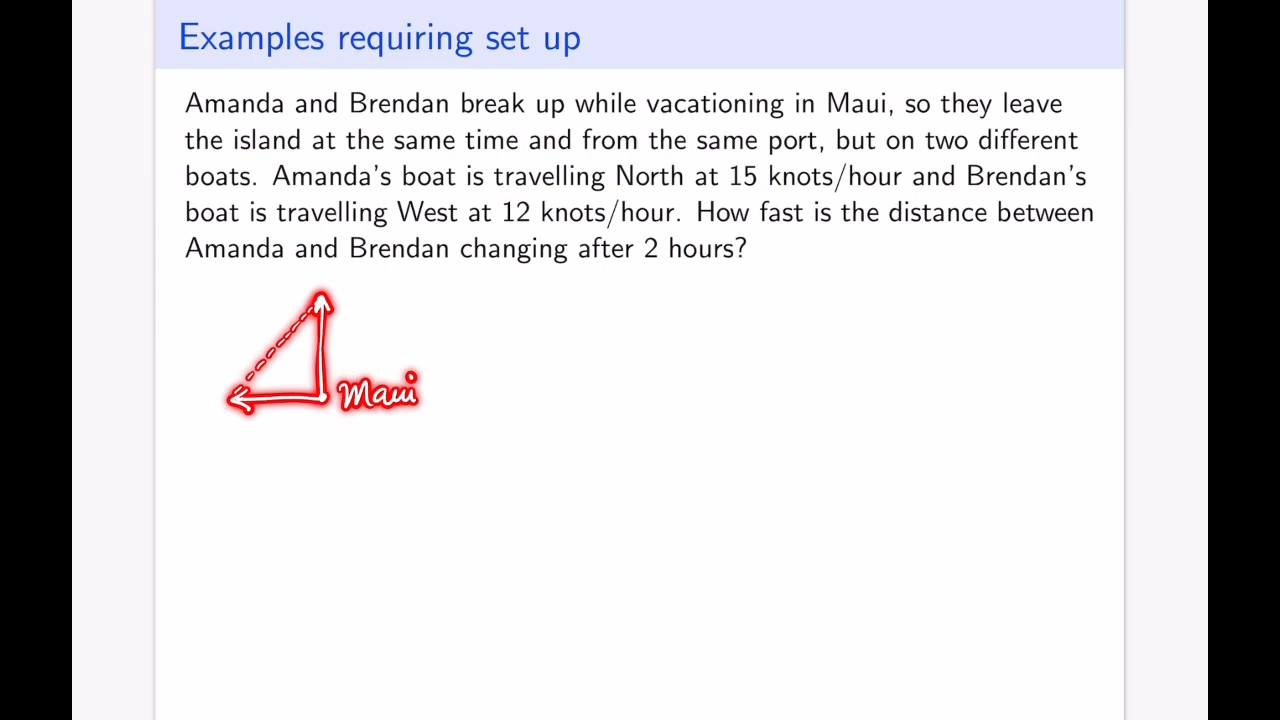 Examples requiring set up
Amanda and Brendan break up while vacationing in Maui, so they leave
the island at the same time and from the same port, but on two different
boats. Amanda's boat is travelling North at 15 knots/hour and Brendan's
boat is travelling West at 12 knots/hour. How fast is the distance between
Amanda and Brendan changing after 2 hours?
Maui